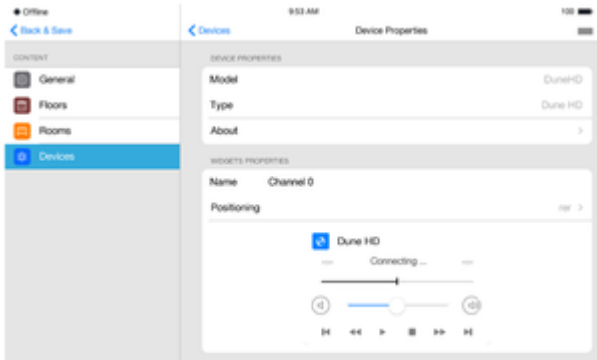 Offline 9:53 AM 100
Back & Save Devices Device Properties
CONTENT
General
Floors
Rooms
Devices
DEVICE PROPERTIES
Model DuneHD
Type Dune HD
About
WIDGETS PROPERTIES
Name Channel 0
Positioning
Dune HD
Connecting ...